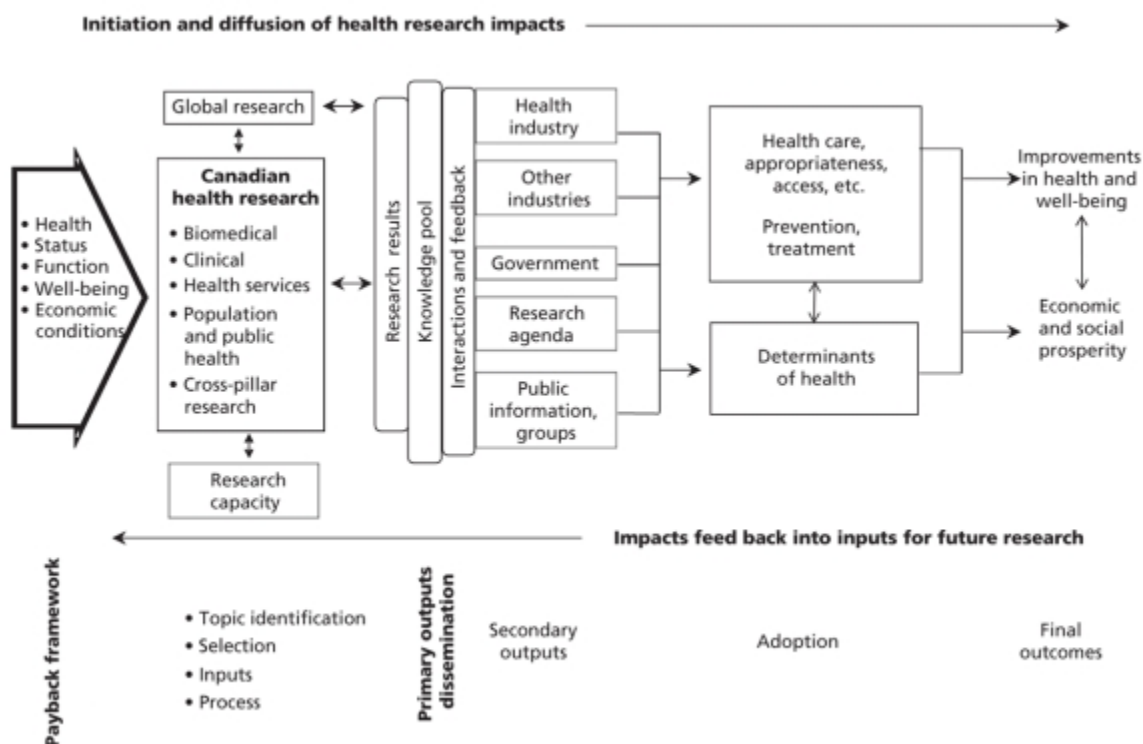 Initiation and diffusion of health research impacts
Global research
Canadian
health research
• Biomedical
• Clinical
• Health services
• Population
and public
health
• Cross-pillar
research
Research
capacity
• Health
• Status
• Function
• Well-being
• Economic
conditions
Research results
Knowledge pool
Interactions and feedback
Health
industry
Other
industries
Government
Research
agenda
Public
information,
groups
Health care,
appropriateness,
access, etc.
Prevention,
treatment
Determinants
of health
Improvements
in health and
well-being
Economic
and social
prosperity
Impacts feed back into inputs for future research
Payback framework
• Topic identification
• Selection
• Inputs
• Process
Primary outputs
dissemination
Secondary
outputs
Adoption
Final
outcomes